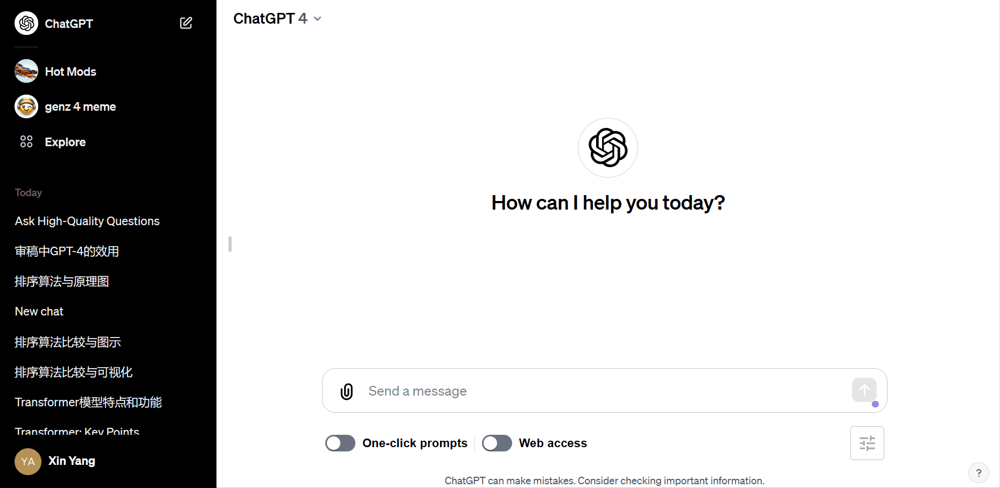 ChatGPT
Hot Mods
genz 4 meme
Explore
Today
Ask High-Quality Questions
审稿中GPT-4的效用
排序算法与原理图
New chat
排序算法比较与图示
排序算法比较与可视化
Transformer模型特点和功能
Transformer: Key Points
YA
Xin Yang
ChatGPT 4
How can I help you today?
Send a message
One-click prompts
Web access
ChatGPT can make mistakes. Consider checking important information.
?